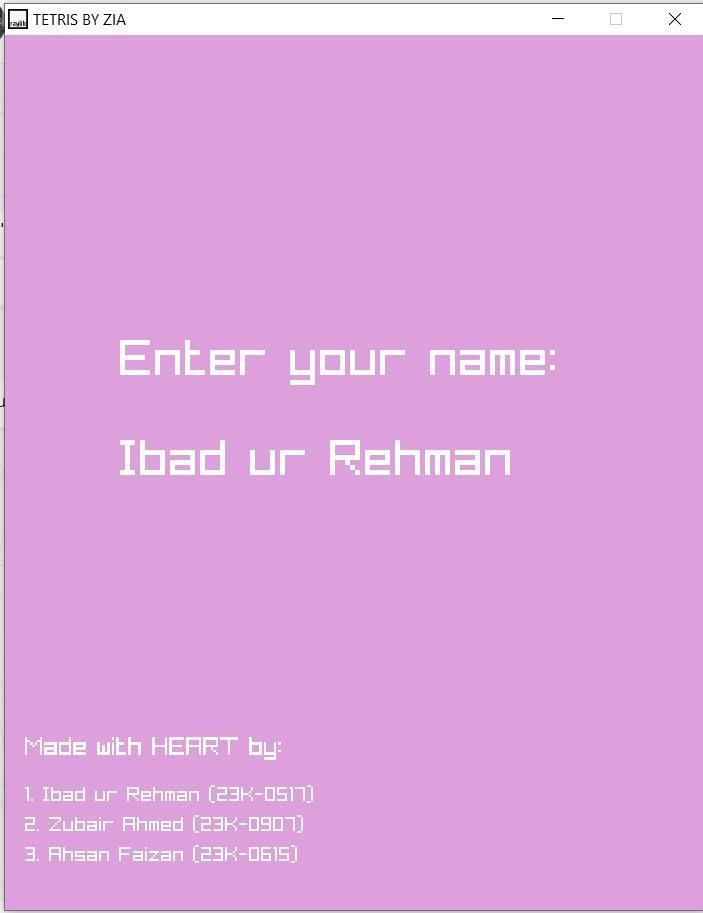 raylib TETRIS BY ZIA
Enter your name:
Ibad ur Rehman
Made with HEART by:
1. Ibad ur Rehman (23K-0517)
2. Zubair Ahmed (23K-0907)
3. Ahsan Faizan (23K-0615)